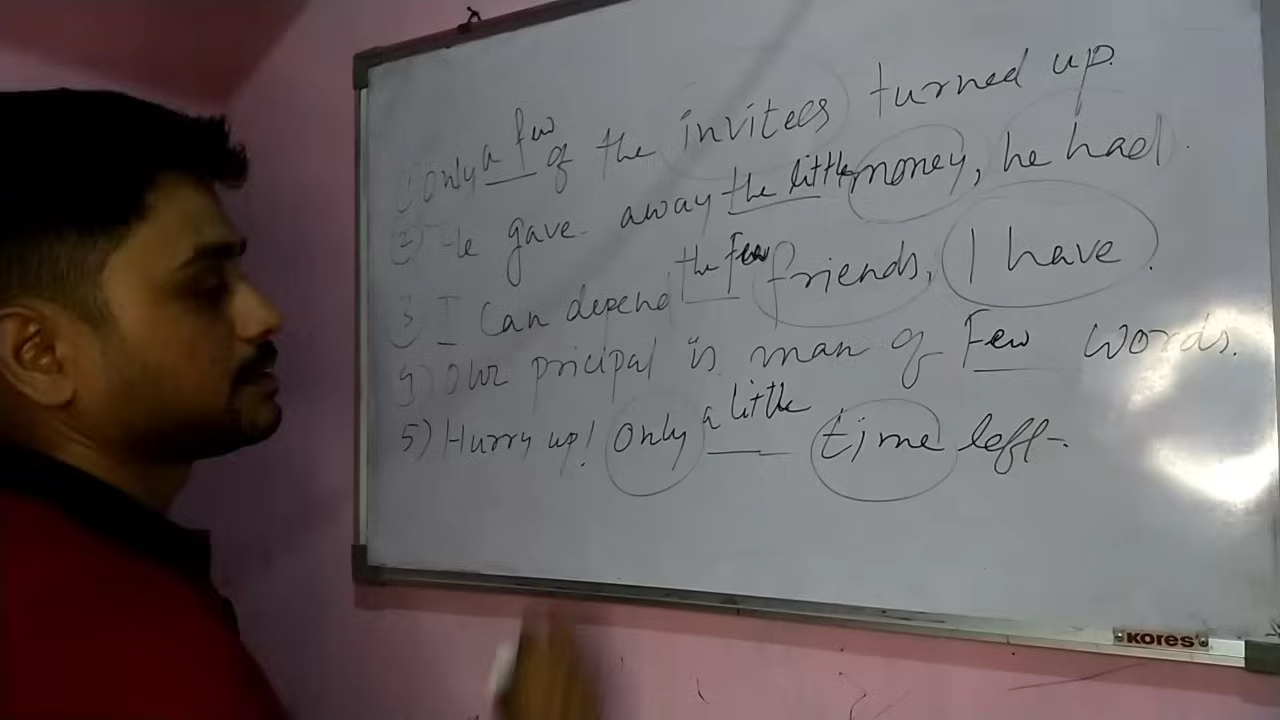 1) only a few of the invitees turned up.
2) He gave away the little money, he had.
3) I can depend the few friends, I have.
4) Our pricipal is man of Few words.
5) Hurry up! Only a little time left-
KORES